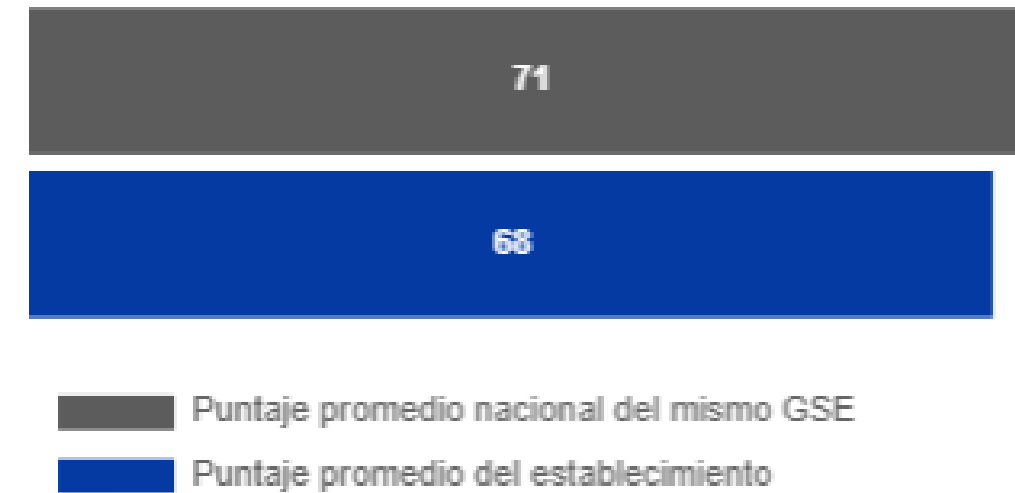 71
68
Puntaje promedio nacional del mismo GSE
Puntaje promedio del establecimiento